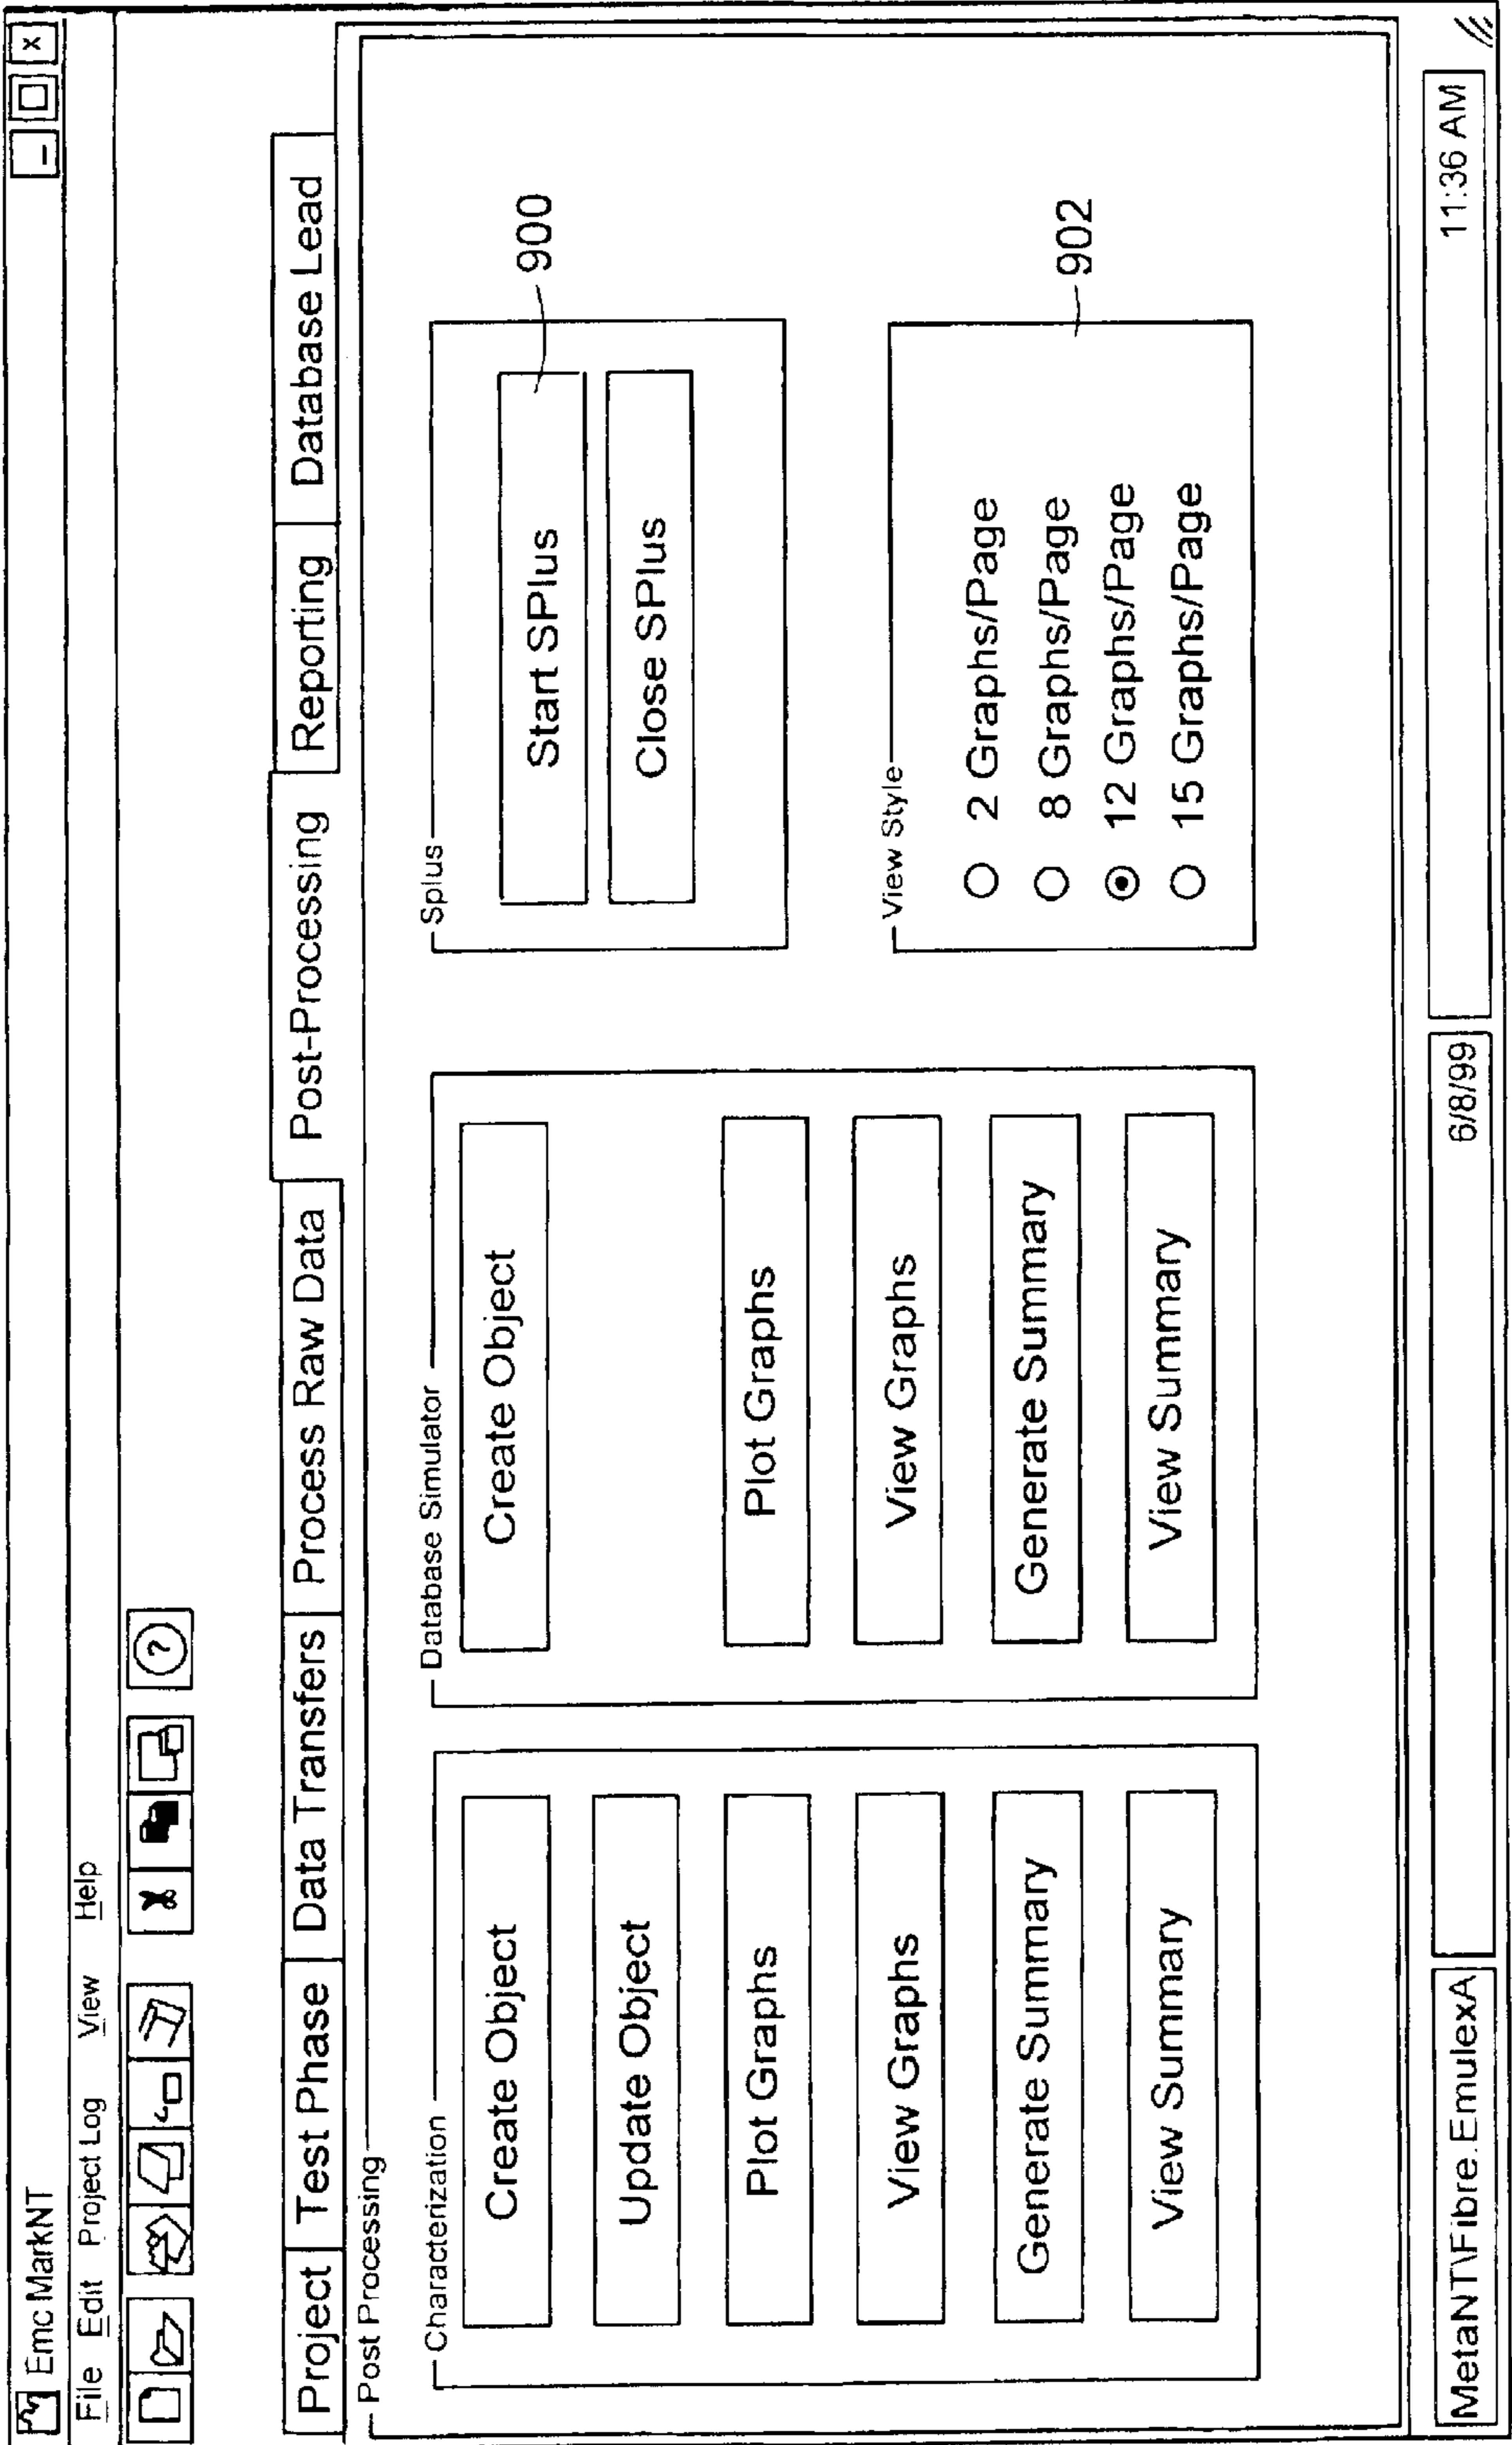 Emc MarkNT
File Edit Project Log View Help
Project Test Phase Data Transfers Process Raw Data Post-Processing Reporting Database Lead
Post Processing
Characterization
Create Object
Update Object
Plot Graphs
View Graphs
Generate Summary
View Summary
Database Simulator
Create Object
Plot Graphs
View Graphs
Generate Summary
View Summary
Splus
Start SPlus
900
Close SPlus
View Style
902
2 Graphs/Page
8 Graphs/Page
12 Graphs/Page
15 Graphs/Page
MetaNT\Fibre.EmulexA 6/8/99 11:36 AM